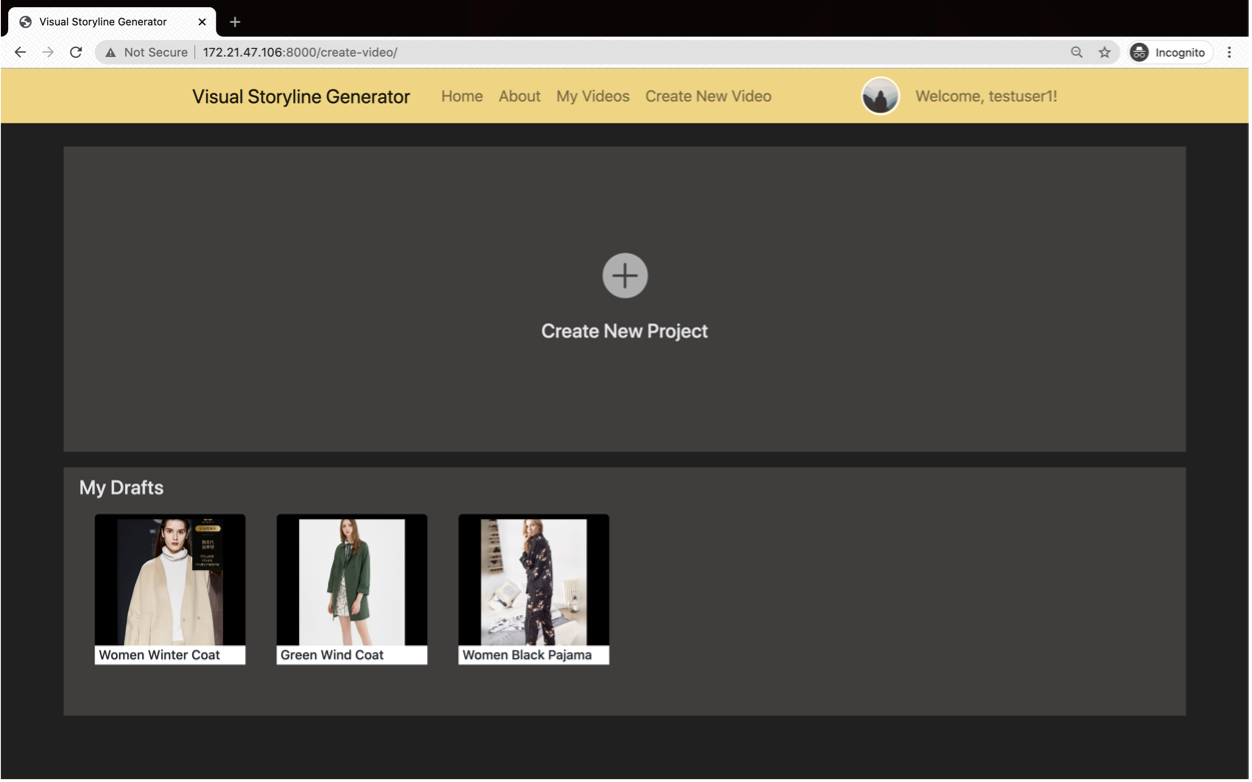 Visual Storyline Generator
Not Secure | 172.21.47.106:8000/create-video/
Incognito
Visual Storyline Generator Home About My Videos Create New Video Welcome, testuser1!
Create New Project
My Drafts
Women Winter Coat Green Wind Coat Women Black Pajama